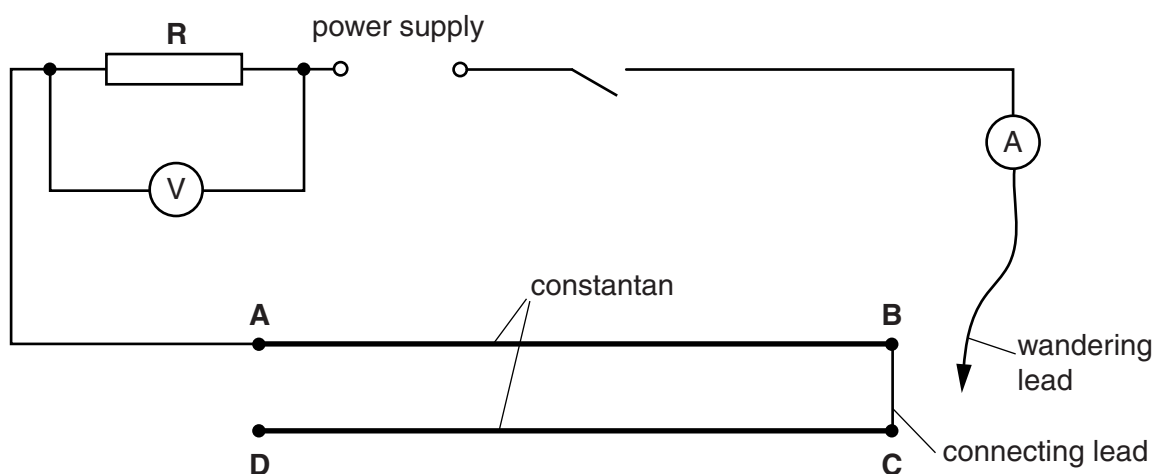 R
power supply
A
V
constantan
A
B
wandering
lead
D
C
connecting lead